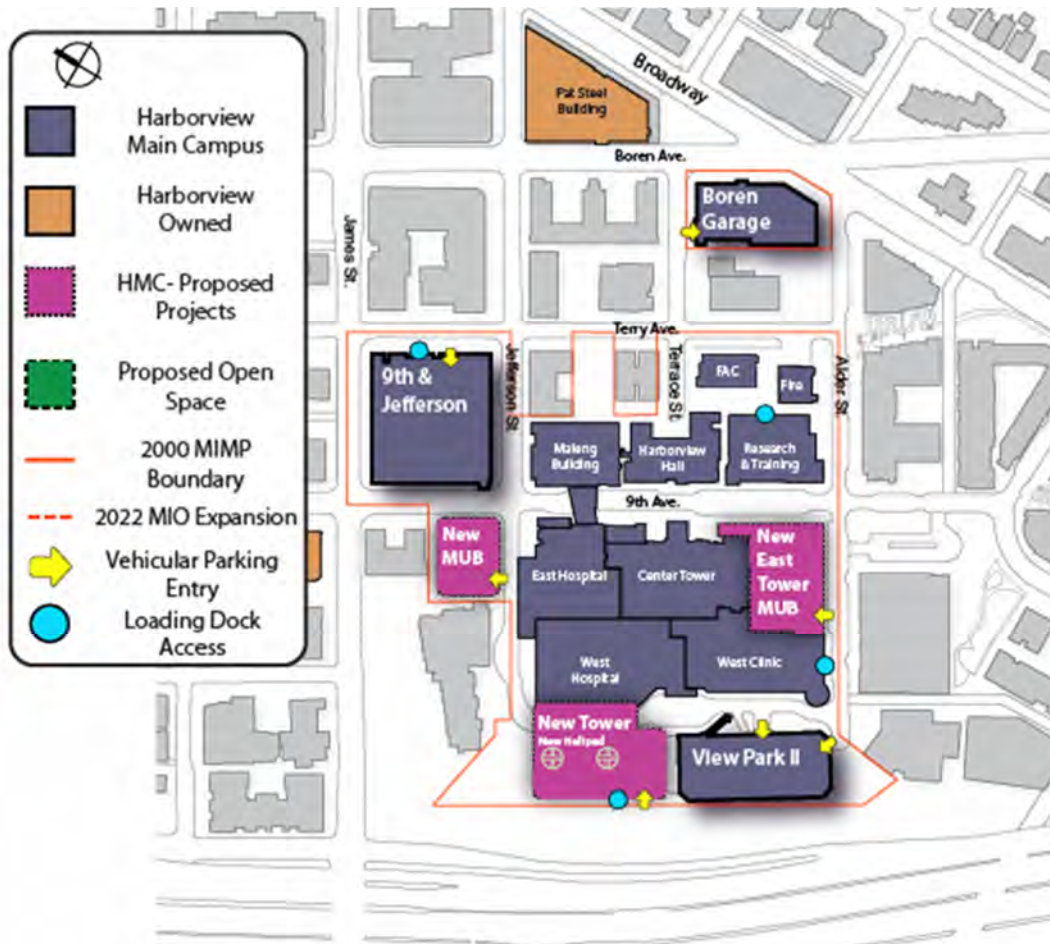 Harborview
Main Campus
Harborview
Owned
HMC- Proposed
Projects
Proposed Open
Space
2000 MIMP
Boundary
2022 MIO Expansion
Vehicular Parking
Entry
Loading Dock
Access
Broadway
Pat Steel
Building
Boren Ave.
Boren
Garage
James St.
Terry Ave.
9th &
Jefferson
Jefferson St
Terrace St.
Alder St
FAC
Fire
Maleng
Building
Harborview
Hall
Research
& Training
9th Ave.
New
MUB
East Hospital
Center Tower
New
East
Tower
MUB
West
Hospital
West Clinic
New Tower
New Helipad
View Park II